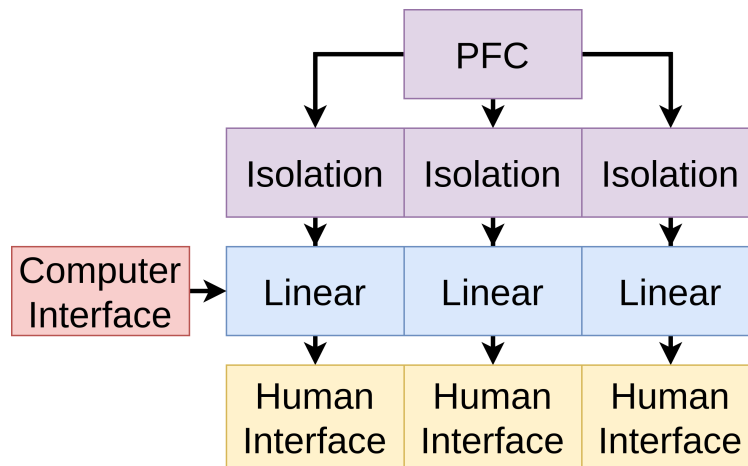 PFC
Isolation Isolation Isolation
Computer
Interface
Linear Linear Linear
Human Human Human
Interface Interface Interface